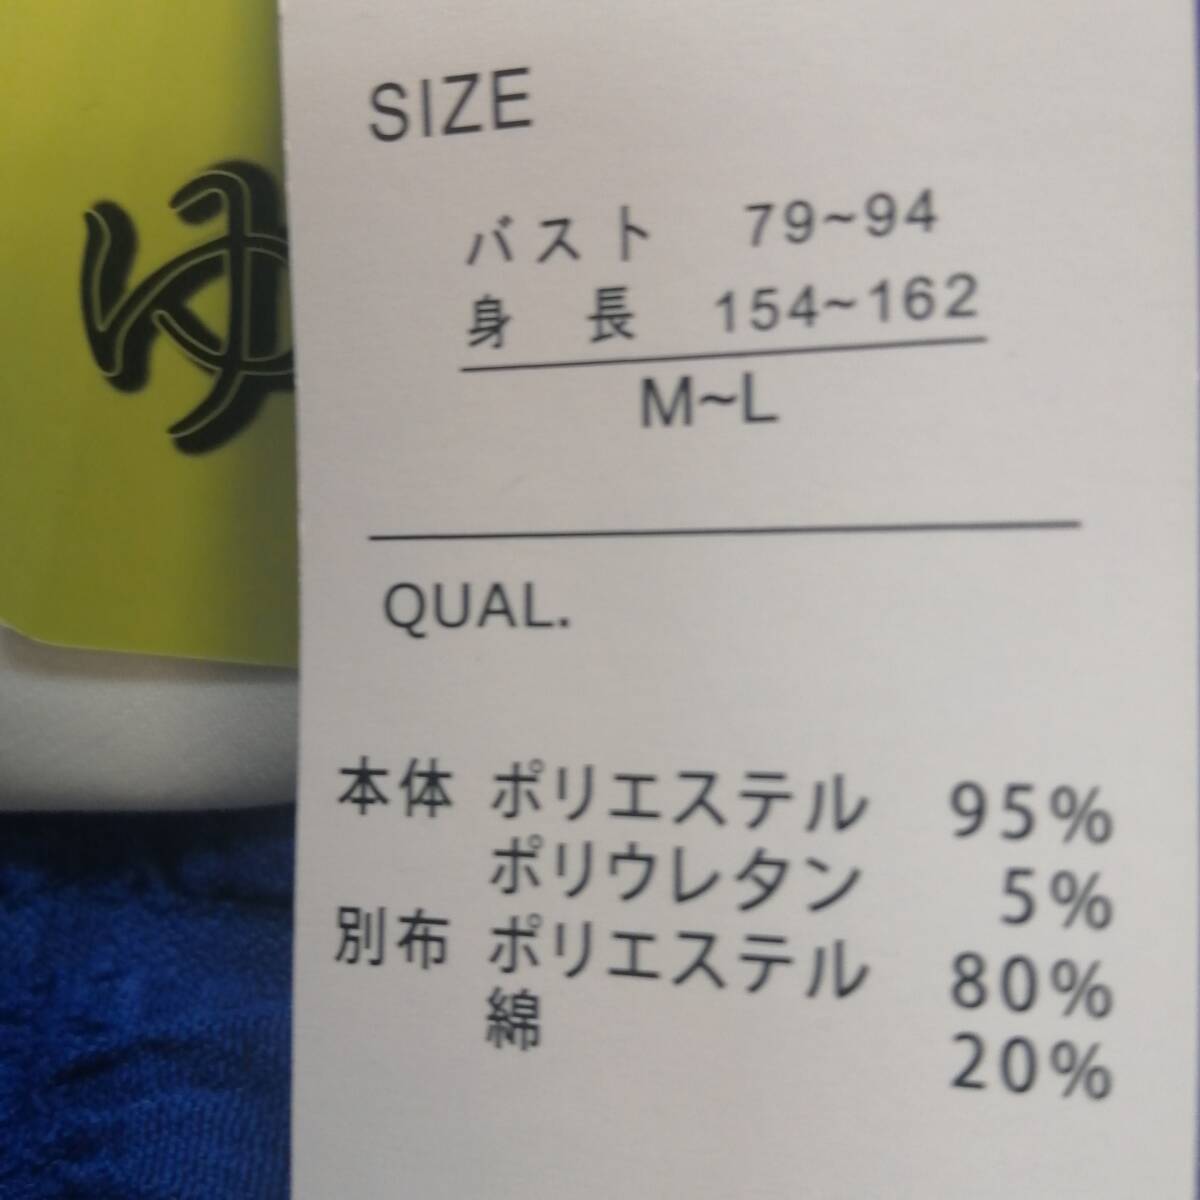 ゆ
SIZE
バスト 79~94
身長 154~162
M~L
QUAL.
本体 ポリエステル 95%
ポリウレタン 5%
別布 ポリエステル 80%
綿 20%